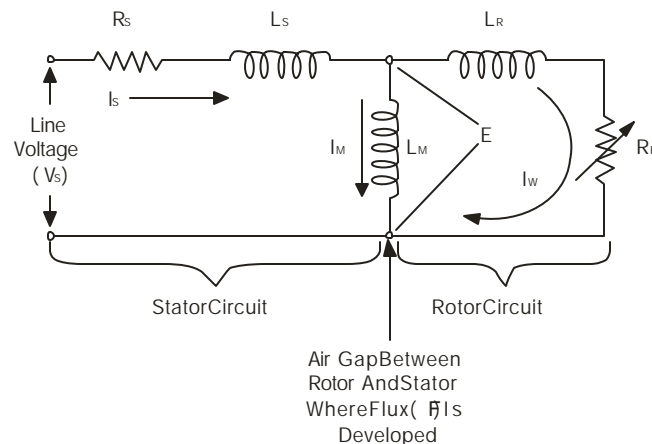 RS
LS
LR
IS
Line
Voltage
( VS)
IM
LM
E
IW
StatorCircuit
RotorCircuit
Air GapBetween
Rotor AndStator
WhereFlux( )Is
Developed